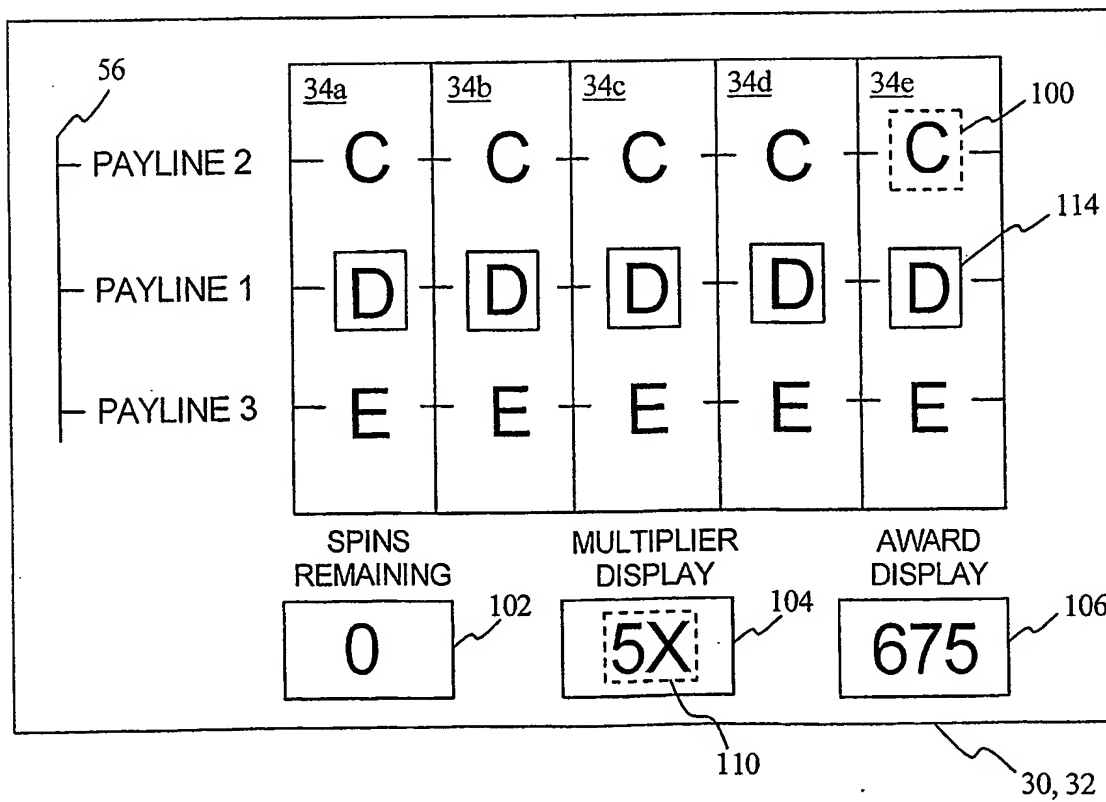 56
34a 34b 34c 34d 34e
100
PAYLINE 2 C C C C C
114
PAYLINE 1 D D D D D
PAYLINE 3 E E E E E
SPINS REMAINING
MULTIPLIER DISPLAY
AWARD DISPLAY
0 102
5X 104
675 106
110
30, 32